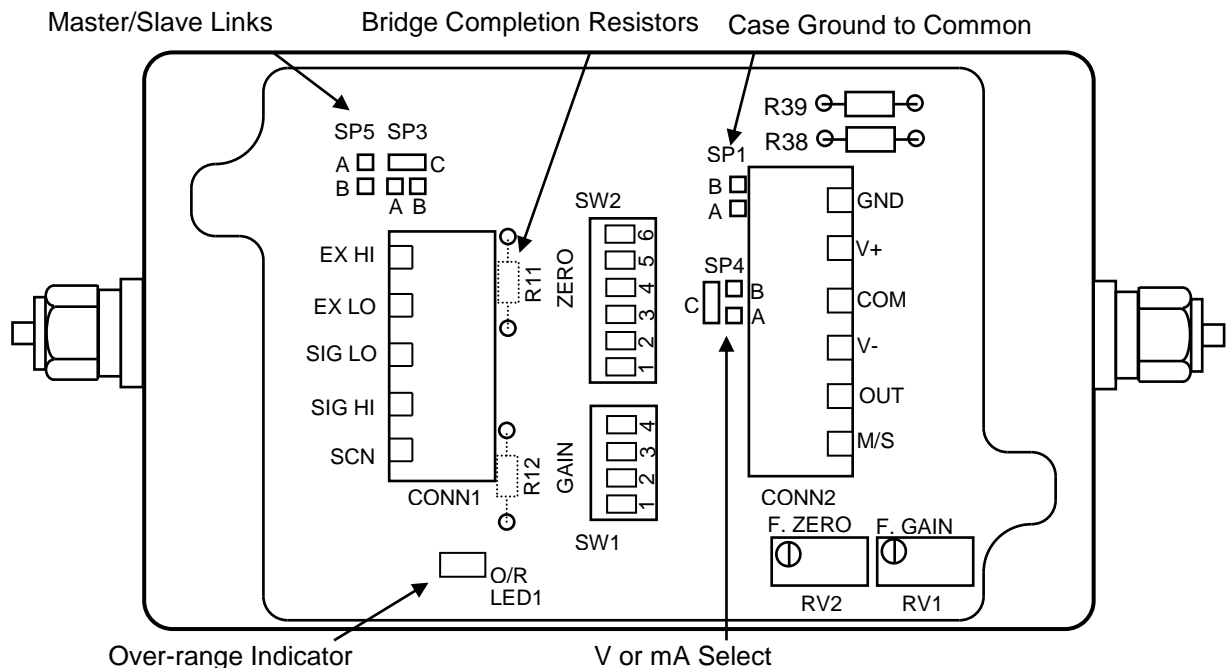 Master/Slave Links
Bridge Completion Resistors
Case Ground to Common
R39
R38
SP5
SP3
SP1
A
C
B
A B
B
A
SW2
GND
EX HI
R11
ZERO
6
5
4
3
2
1
V+
SP4
B
C
A
EX LO
COM
SIG LO
V-
SIG HI
OUT
SCN
R12
GAIN
4
3
2
1
M/S
CONN1
CONN2
SW1
F. ZERO
F. GAIN
O/R
LED1
RV2
RV1
Over-range Indicator
V or mA Select